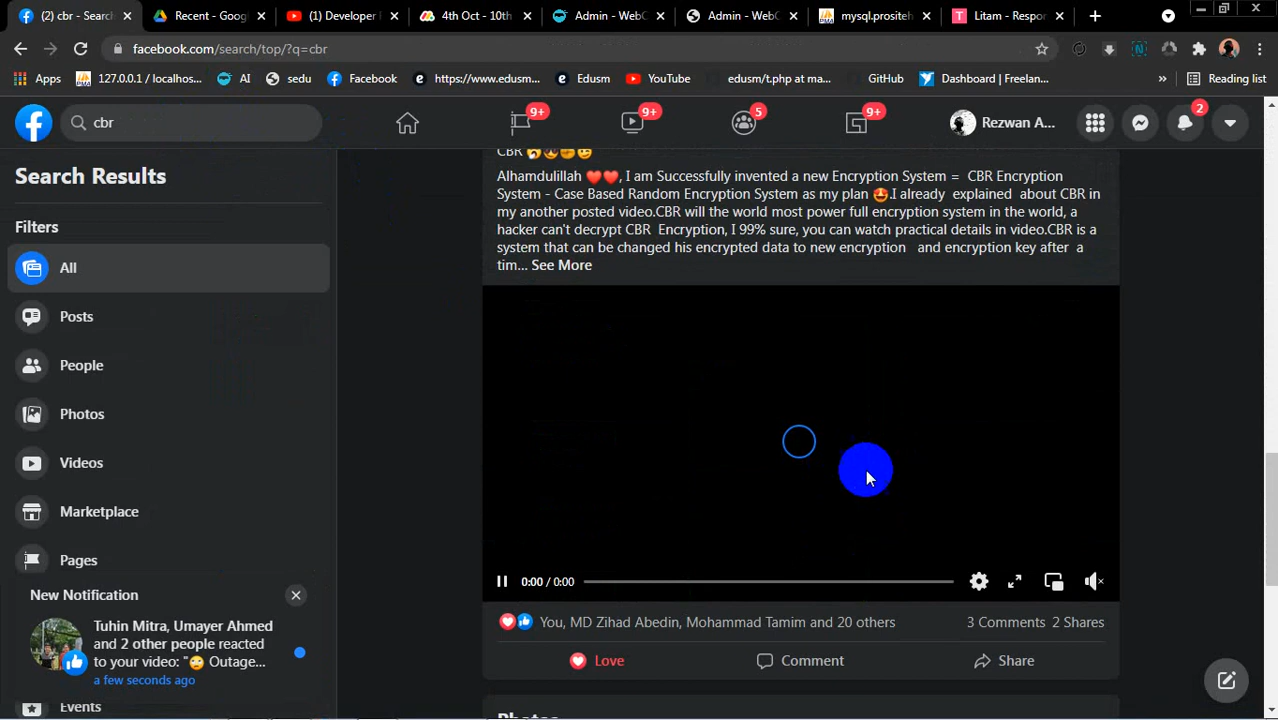 (2) cbr - Searc
Recent - Goog
(1) Developer
4th Oct - 10th
Admin - WebC
Admin - WebC
mysql.prositeh
Litam - Respor
facebook.com/search/top/?q=cbr
Apps
127.0.0.1 / localhos...
AI
sedu
Facebook
https://www.edusm...
Edusm
YouTube
edusm/t.php at ma...
GitHub
Dashboard | Freelan...
»
Reading list
cbr
9+
9+
5
9+
Rezwan A...
2
Search Results
Filters
All
Posts
People
Photos
Videos
Marketplace
Pages
New Notification
Tuhin Mitra, Umayer Ahmed
and 2 other people reacted
to your video: "🙄 Outage...
a few seconds ago
Events
CBR
Alhamdulillah ❤️❤️, I am Successfully invented a new Encryption System = CBR Encryption
System - Case Based Random Encryption System as my plan 🤩.I already explained about CBR in
my another posted video.CBR will the world most power full encryption system in the world, a
hacker can't decrypt CBR Encryption, I 99% sure, you can watch practical details in video.CBR is a
system that can be changed his encrypted data to new encryption and encryption key after a
tim... See More
0:00 / 0:00
You, MD Zihad Abedin, Mohammad Tamim and 20 others
3 Comments 2 Shares
Love
Comment
Share
Photos